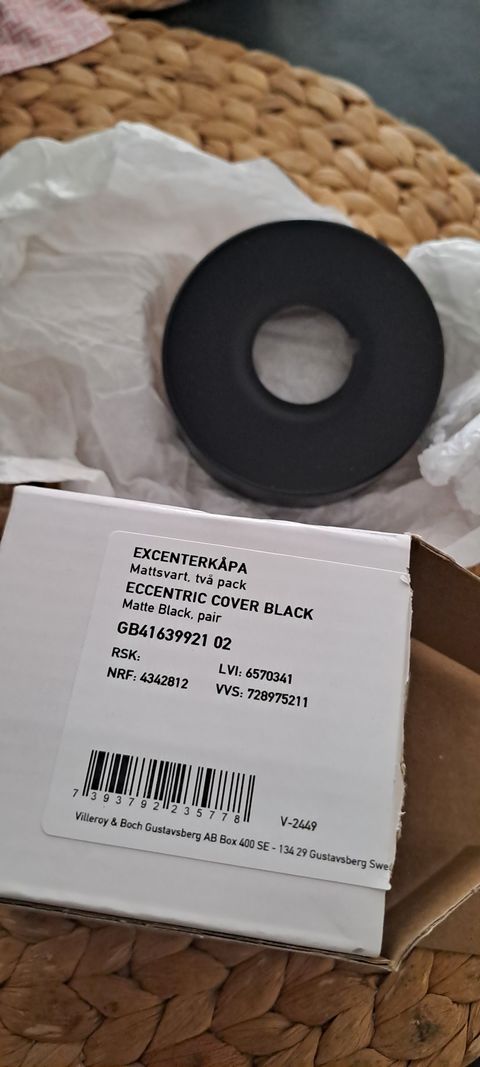 EXCENTERKÅPA
Mattsvart, två pack
ECCENTRIC COVER BLACK
Matte Black, pair
GB41639921 02
RSK: LVI: 6570341
NRF: 4342812 VVS: 728975211
7 393792 235778
V-2449
Villeroy & Boch Gustavsberg AB Box 400 SE - 134 29 Gustavsberg